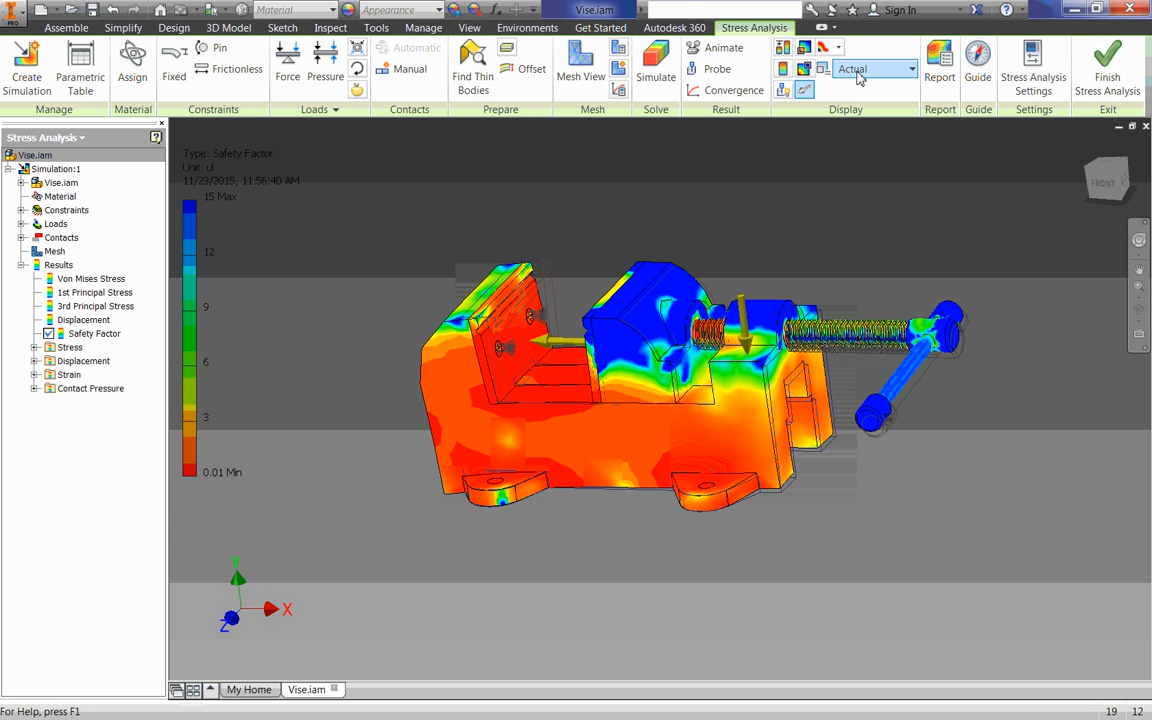 Material
Appearance
Vise.iam
Sign In
PRO
Assemble Simplify Design 3D Model Sketch Inspect Tools Manage View Environments Get Started Autodesk 360 Stress Analysis
Create Simulation
Parametric Table
Assign
Fixed
Pin
Frictionless
Force
Pressure
Automatic
Manual
Find Thin Bodies
Offset
Mesh View
Simulate
Animate
Probe
Convergence
Actual
Report
Guide
Stress Analysis Settings
Finish Stress Analysis
Manage Material Constraints Loads Contacts Prepare Mesh Solve Result Display Report Guide Settings Exit
Stress Analysis
Vise.iam
Simulation:1
Vise.iam
Material
Constraints
Loads
Contacts
Mesh
Results
Von Mises Stress
1st Principal Stress
3rd Principal Stress
Displacement
Safety Factor
Stress
Displacement
Strain
Contact Pressure
Type: Safety Factor
Unit: ul
11/23/2015, 11:56:40 AM
15 Max
12
9
6
3
0.01 Min
FRONT
Y
X
Z
My Home
Vise.iam
For Help, press F1
19 12